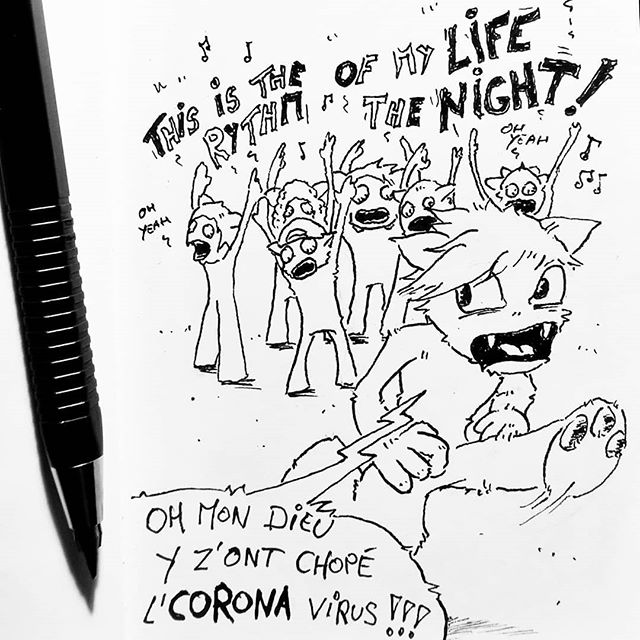 THIS IS THE
RYTHM
OF MY LIFE
THE NIGHT!
OH
YEAH
OH
YEAH
OH MON DIEU
Y Z'ONT CHOPÉ
L'CORONA VIRUS !!!